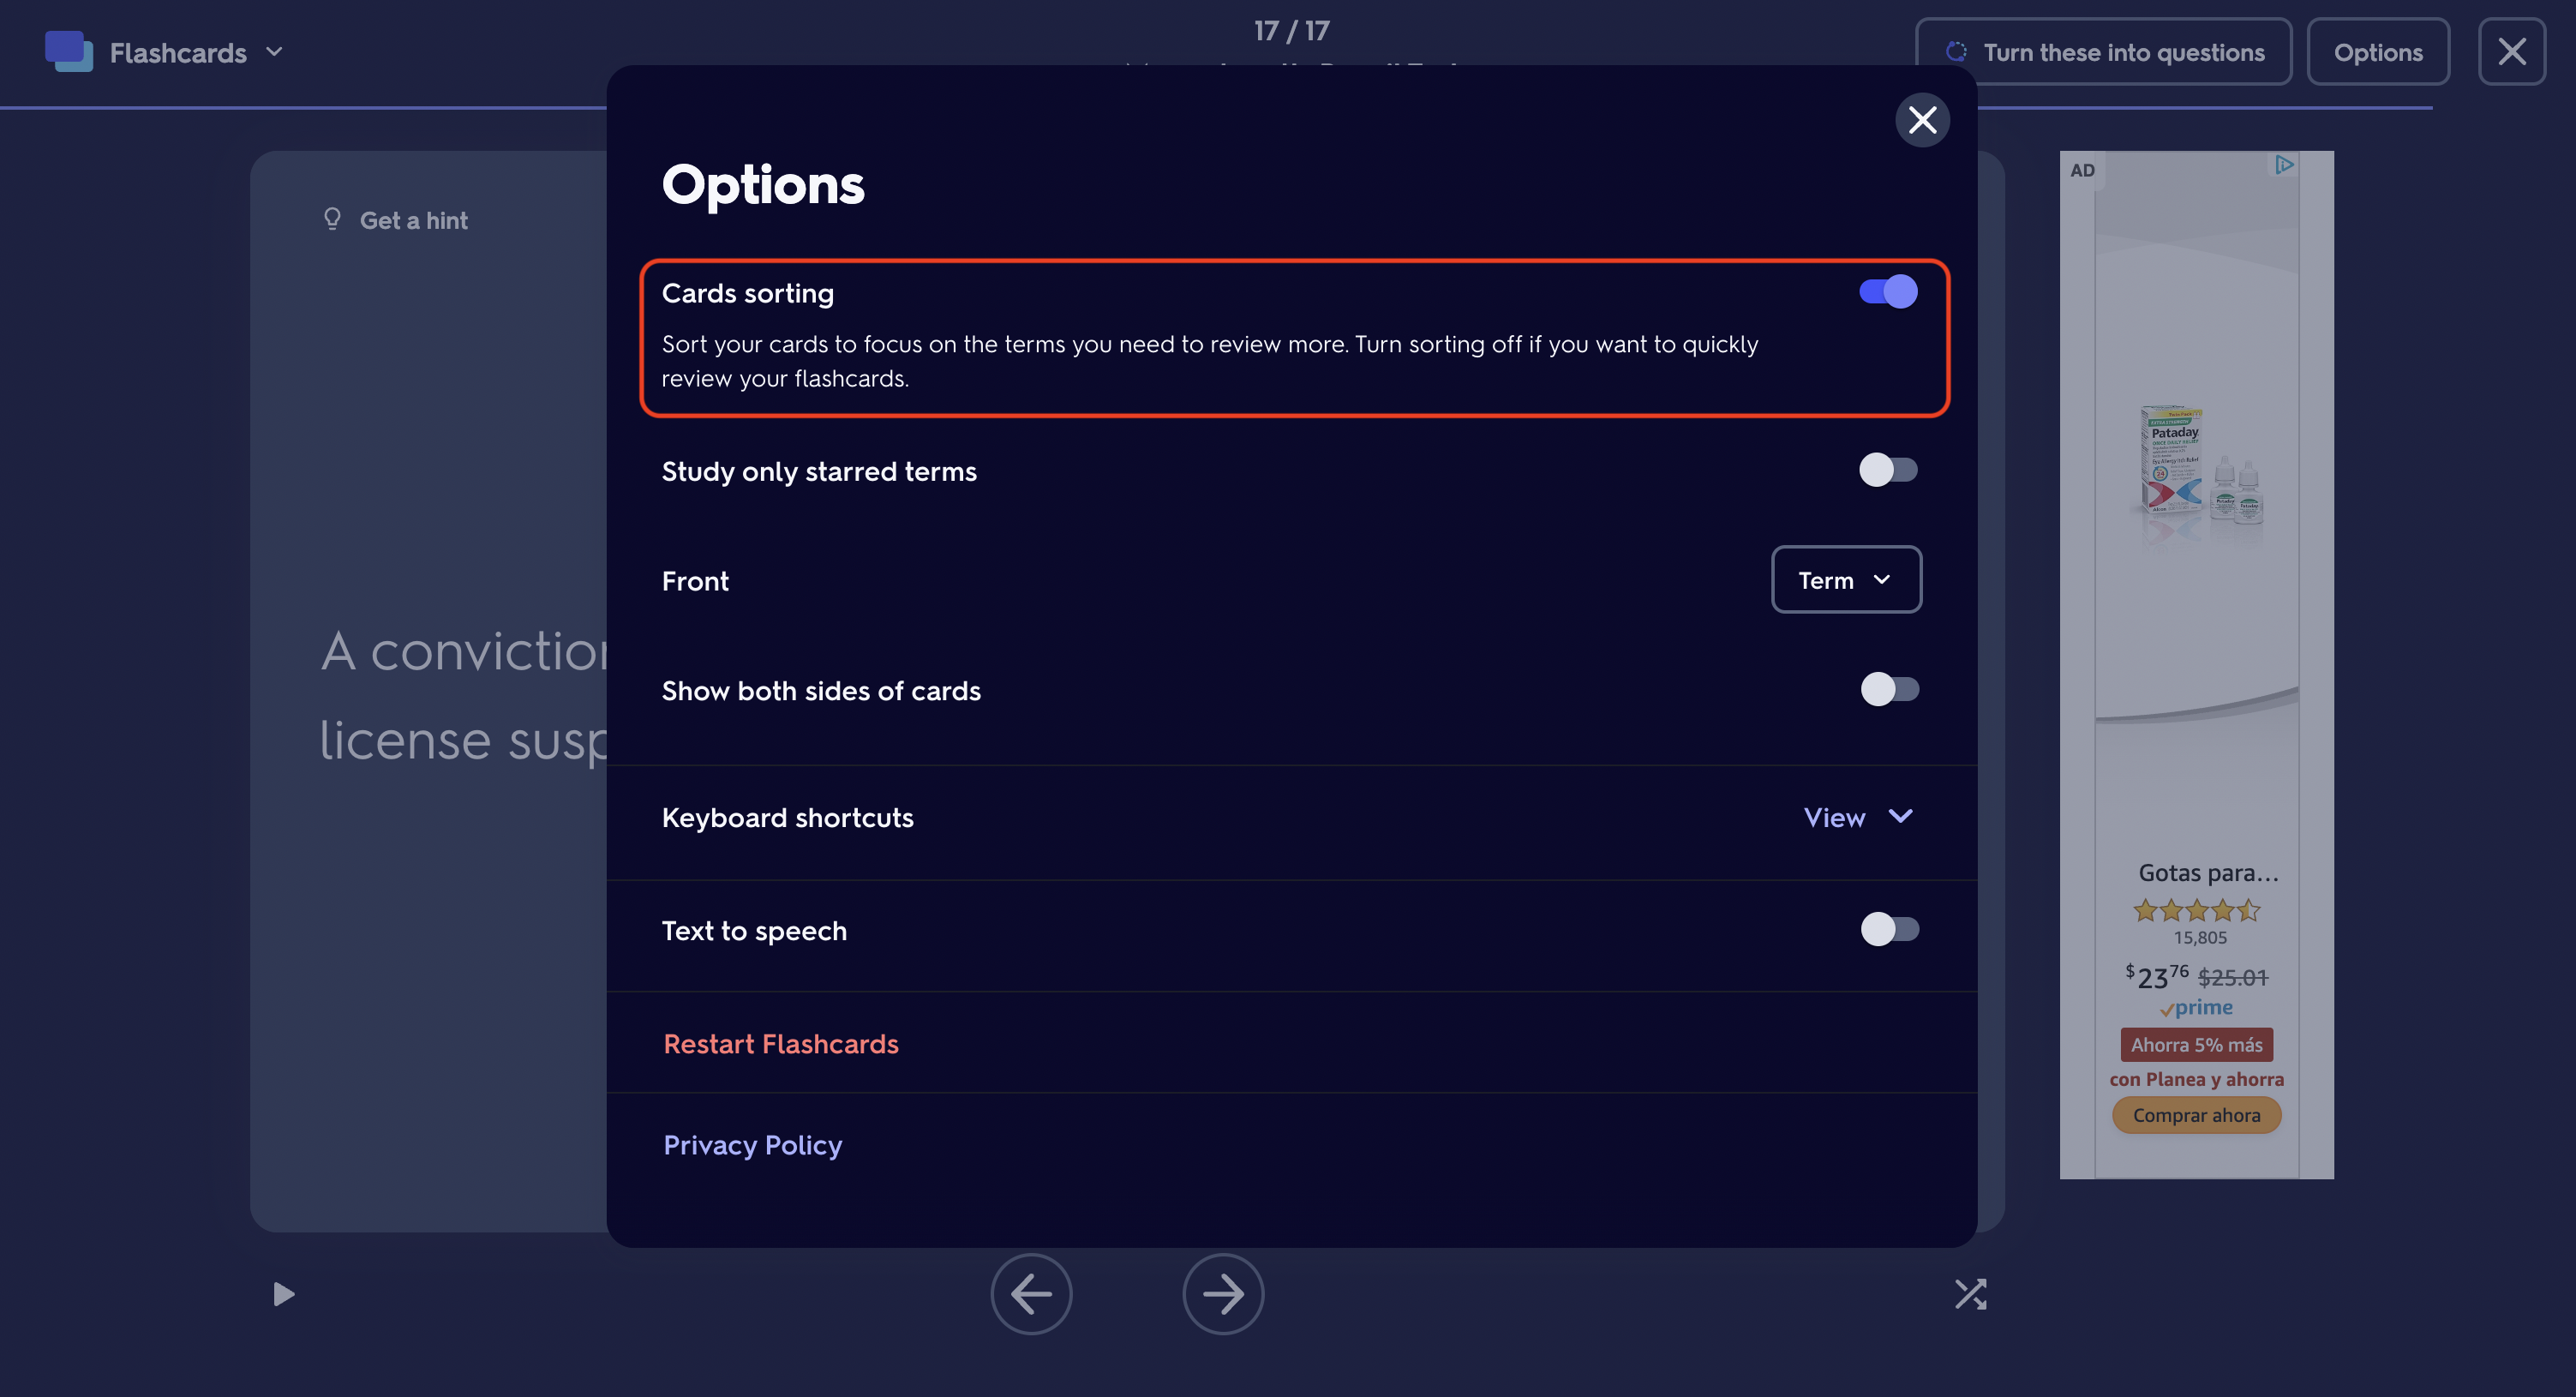 Flashcards
17 / 17
Turn these into questions
Options
Options
Cards sorting
Sort your cards to focus on the terms you need to review more. Turn sorting off if you want to quickly
review your flashcards.
Study only starred terms
Front
Term
Show both sides of cards
Keyboard shortcuts
View
Text to speech
Restart Flashcards
Privacy Policy
Get a hint
A conviction
license susp
AD
Pataday
Gotas para...
15,805
$23 76 $25.01
prime
Ahorra 5% más
con Planea y ahorra
Comprar ahora